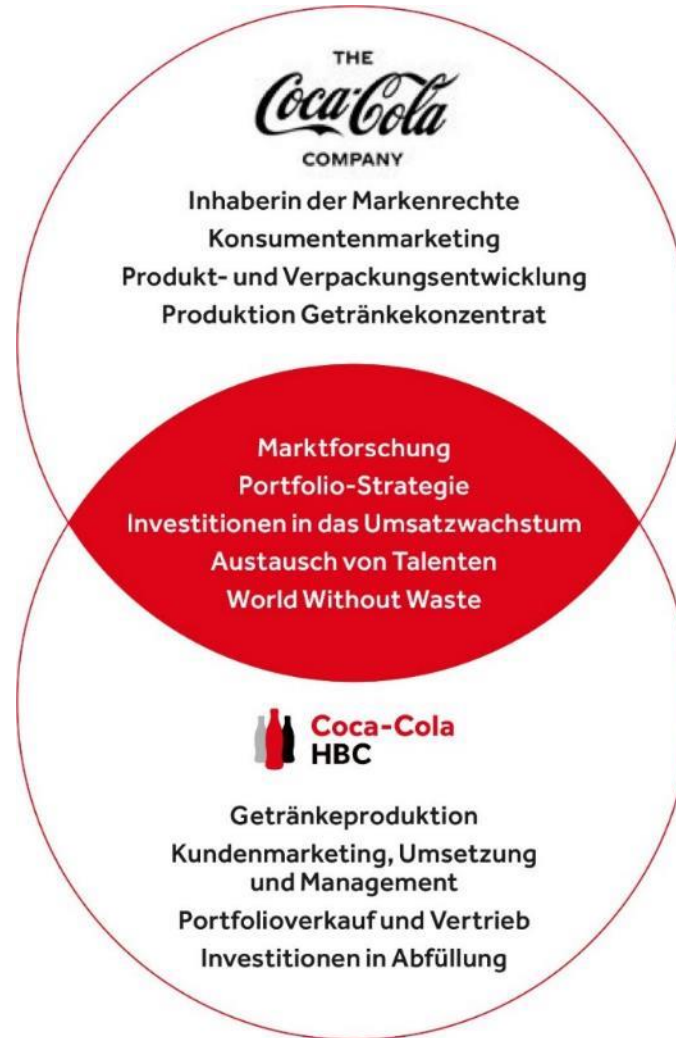 THE
Coca-Cola
COMPANY
Inhaberin der Markenrechte
Konsumentenmarketing
Produkt- und Verpackungsentwicklung
Produktion Getränkekonzentrat
Marktforschung
Portfolio-Strategie
Investitionen in das Umsatzwachstum
Austausch von Talenten
World Without Waste
Coca-Cola
HBC
Getränkeproduktion
Kundenmarketing, Umsetzung
und Management
Portfolioverkauf und Vertrieb
Investitionen in Abfüllung